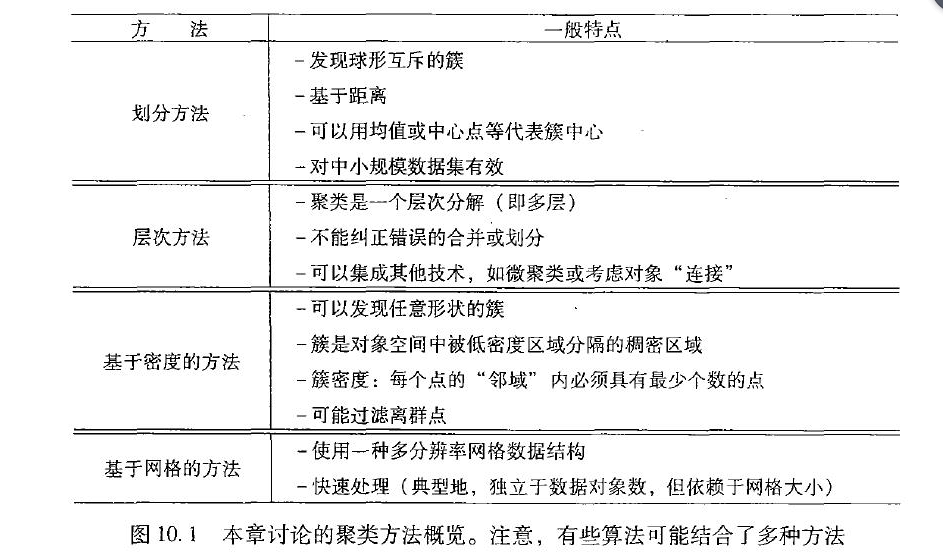 方　法　一般特点
划分方法
-发现球形互斥的簇
-基于距离
-可以用均值或中心点等代表簇中心
-对中小规模数据集有效
层次方法
-聚类是一个层次分解（即多层）
-不能纠正错误的合并或划分
-可以集成其他技术，如微聚类或考虑对象“连接”
基于密度的方法
-可以发现任意形状的簇
-簇是对象空间中被低密度区域分隔的稠密区域
-簇密度：每个点的“邻域”内必须具有最少个数的点
-可能过滤离群点
基于网格的方法
-使用一种多分辨率网格数据结构
-快速处理（典型地，独立于数据对象数，但依赖于网格大小）
图10.1　本章讨论的聚类方法概览。注意，有些算法可能结合了多种方法